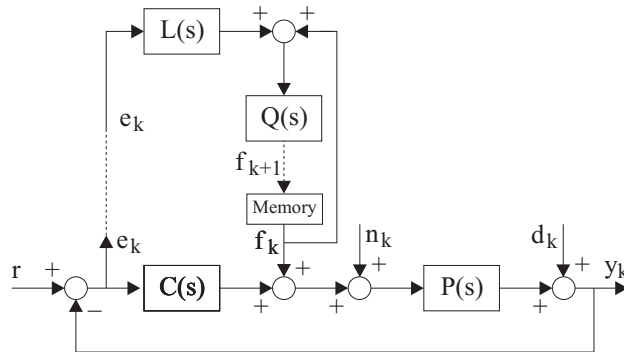 L(s)
+ +
e_k
Q(s)
f_{k+1}
Memory
e_k
f_k
n_k
d_k
r
+
−
C(s)
+
+
+
+
P(s)
+
+
y_k